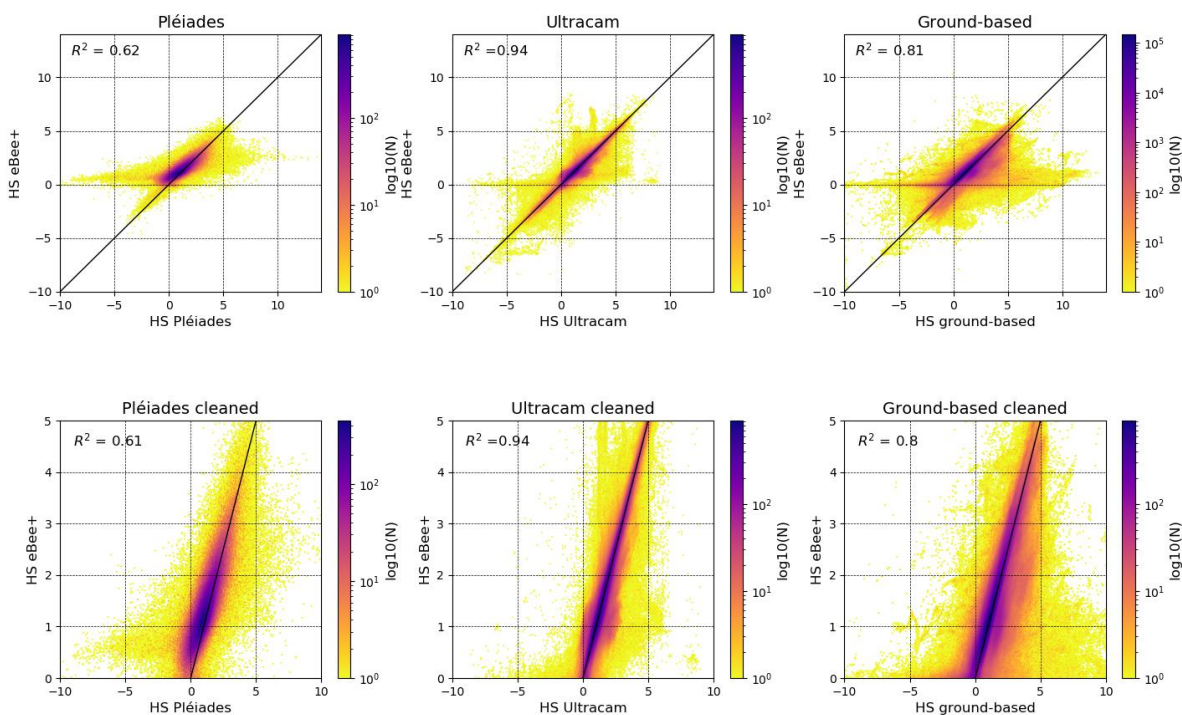 Pléiades
R² = 0.62
10
5
0
−5
−10
−10 −5 0 5 10
HS eBee+
HS Pléiades
10²
10¹
10⁰
log10(N)
Ultracam
R² =0.94
10
5
0
−5
−10
−10 −5 0 5 10
HS eBee+
HS Ultracam
10²
10¹
10⁰
log10(N)
Ground-based
R² = 0.81
10
5
0
−5
−10
−10 −5 0 5 10
HS eBee+
HS ground-based
10⁵
10⁴
10³
10²
10¹
10⁰
log10(N)
Pléiades cleaned
R² = 0.61
5
4
3
2
1
0
−10 −5 0 5 10
HS eBee+
HS Pléiades
10²
10¹
10⁰
log10(N)
Ultracam cleaned
R² =0.94
5
4
3
2
1
0
−10 −5 0 5 10
HS eBee+
HS Ultracam
10²
10¹
10⁰
log10(N)
Ground-based cleaned
R² = 0.8
5
4
3
2
1
0
−10 −5 0 5 10
HS eBee+
HS ground-based
10²
10¹
10⁰
log10(N)